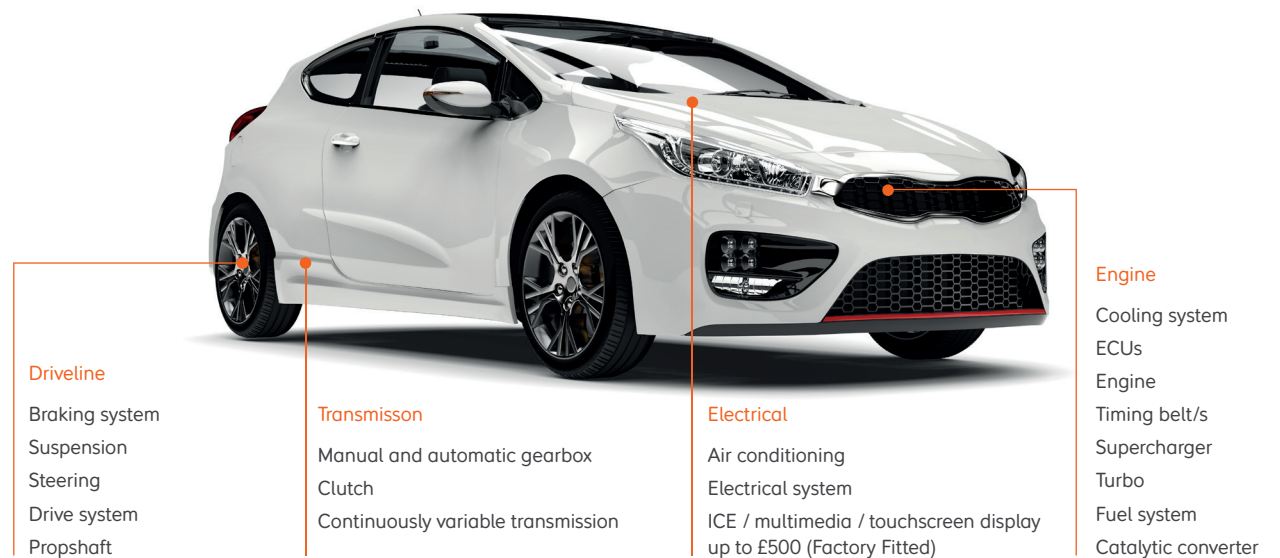 Driveline
Braking system
Suspension
Steering
Drive system
Propshaft
Transmisson
Manual and automatic gearbox
Clutch
Continuously variable transmission
Electrical
Air conditioning
Electrical system
ICE / multimedia / touchscreen display
up to £500 (Factory Fitted)
Engine
Cooling system
ECUs
Engine
Timing belt/s
Supercharger
Turbo
Fuel system
Catalytic converter